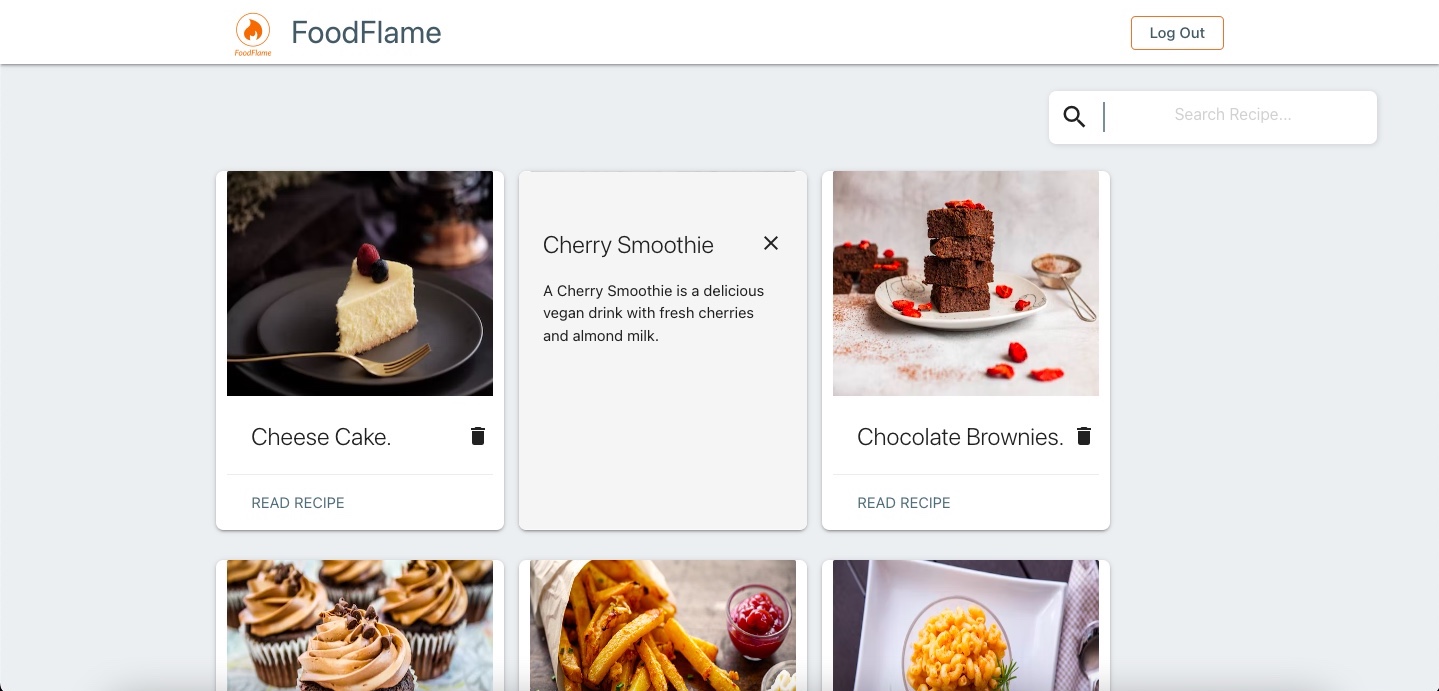 FoodFlame
FoodFlame
Log Out
Search Recipe...
Cheese Cake.
READ RECIPE
Cherry Smoothie
A Cherry Smoothie is a delicious
vegan drink with fresh cherries
and almond milk.
Chocolate Brownies.
READ RECIPE